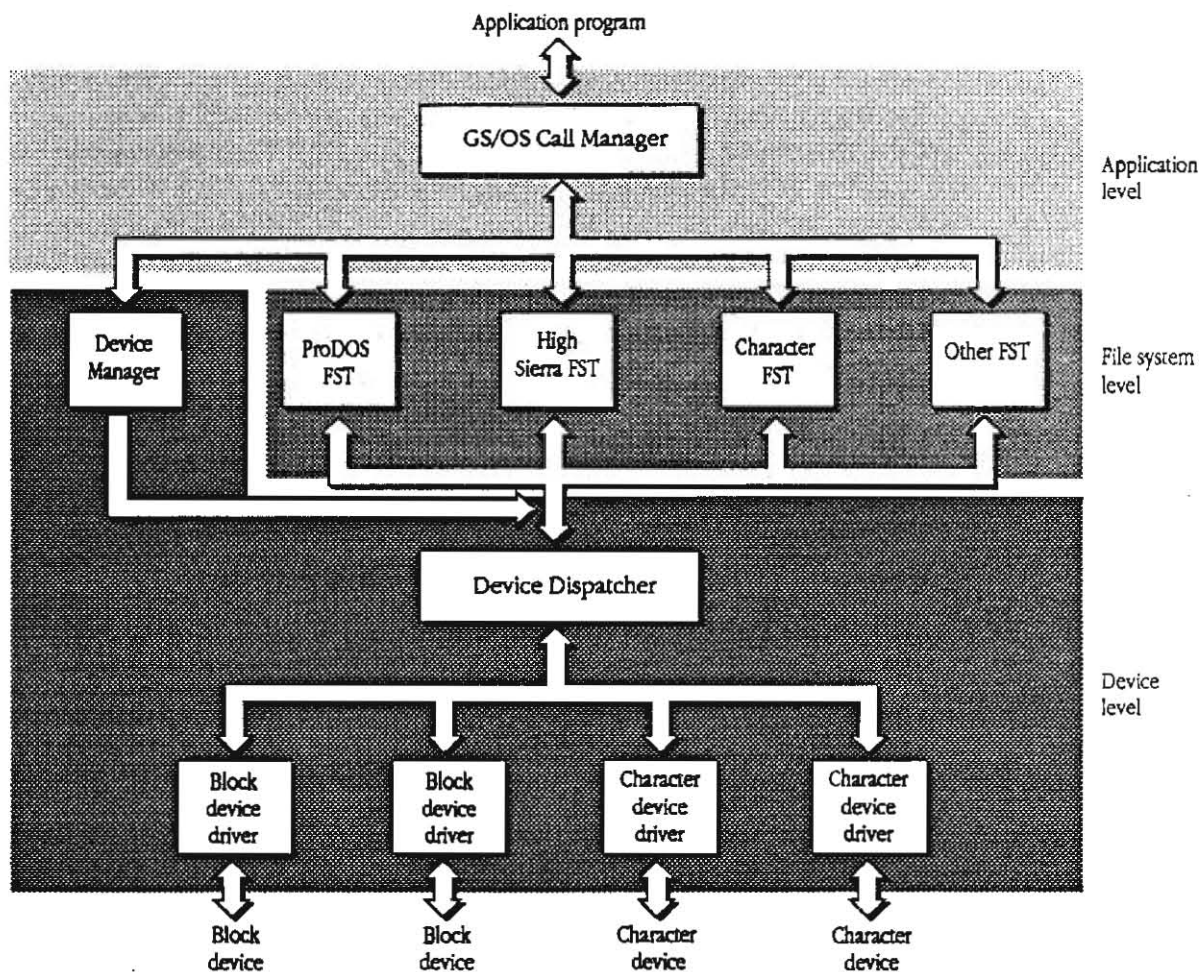 Application program
GS/OS Call Manager
Application
level
Device
Manager
ProDOS
FST
High
Sierra FST
Character
FST
Other FST
File system
level
Device Dispatcher
Device
level
Block
device
driver
Block
device
driver
Character
device
driver
Character
device
driver
Block
device
Block
device
Character
device
Character
device